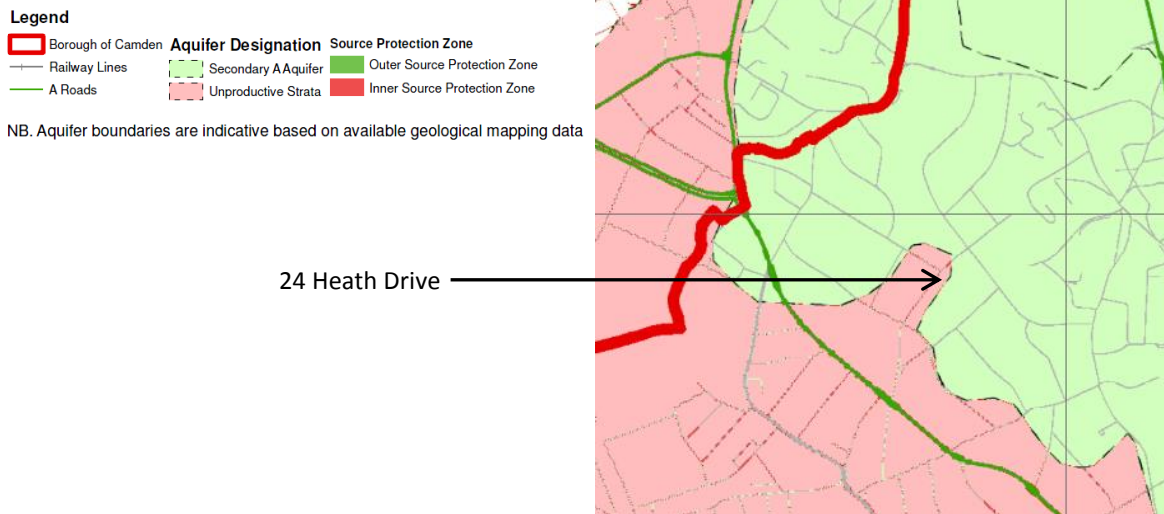 Legend
Borough of Camden
Railway Lines
A Roads
Aquifer Designation
Secondary A Aquifer
Unproductive Strata
Source Protection Zone
Outer Source Protection Zone
Inner Source Protection Zone
NB. Aquifer boundaries are indicative based on available geological mapping data
24 Heath Drive